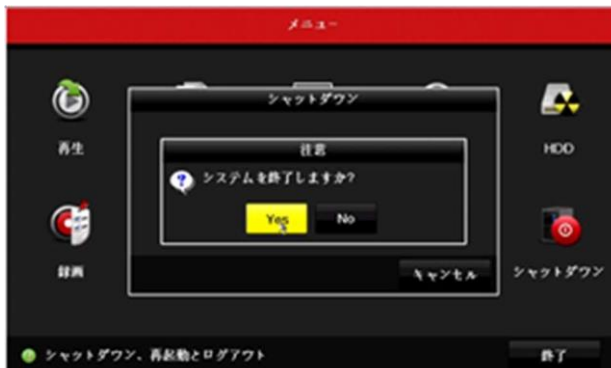 メニュー
シャットダウン
再生
注意
HDD
システムを終了しますか?
Yes
No
録画
キャンセル
シャットダウン
シャットダウン、再起動とログアウト
終了